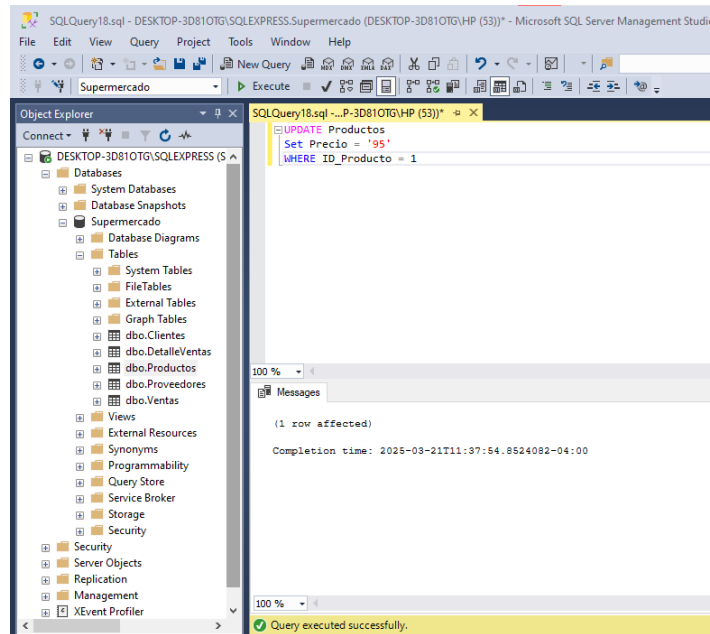 SQLQuery18.sql - DESKTOP-3D81OTG\SQLEXPRESS.Supermercado (DESKTOP-3D81OTG\HP (53))* - Microsoft SQL Server Management Studio
File Edit View Query Project Tools Window Help
New Query MDX DMX XMLA DAX
Supermercado Execute
Object Explorer
Connect
DESKTOP-3D81OTG\SQLEXPRESS (S
Databases
System Databases
Database Snapshots
Supermercado
Database Diagrams
Tables
System Tables
FileTables
External Tables
Graph Tables
dbo.Clientes
dbo.DetalleVentas
dbo.Productos
dbo.Proveedores
dbo.Ventas
Views
External Resources
Synonyms
Programmability
Query Store
Service Broker
Storage
Security
Security
Server Objects
Replication
Management
XEvent Profiler
SQLQuery18.sql -...P-3D81OTG\HP (53))*
UPDATE Productos
Set Precio = '95'
WHERE ID_Producto = 1
100 %
Messages
(1 row affected)
Completion time: 2025-03-21T11:37:54.8524082-04:00
100 %
Query executed successfully.